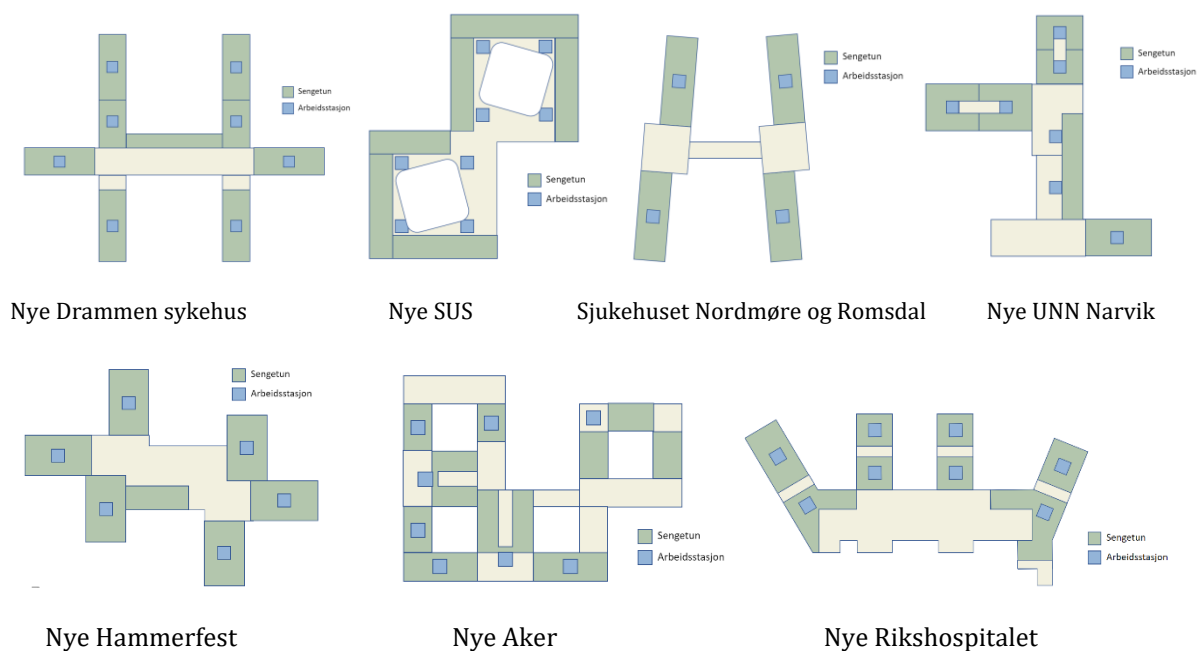 Sengetun
Arbeidsstasjon
Sengetun
Arbeidsstasjon
Sengetun
Arbeidsstasjon
Sengetun
Arbeidsstasjon
Nye Drammen sykehus
Nye SUS
Sjukehuset Nordmøre og Romsdal
Nye UNN Narvik
Sengetun
Arbeidsstasjon
Sengetun
Arbeidsstasjon
Sengetun
Arbeidsstasjon
Nye Hammerfest
Nye Aker
Nye Rikshospitalet